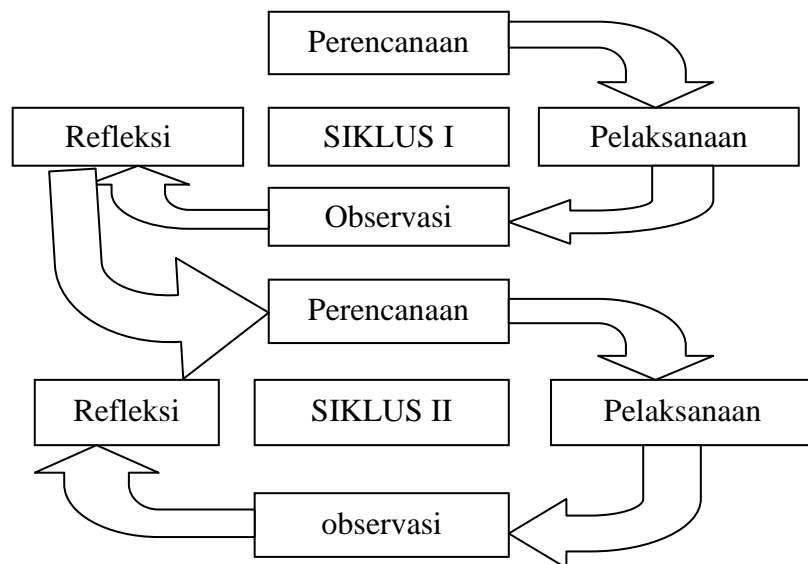 Perencanaan
Refleksi
SIKLUS I
Pelaksanaan
Observasi
Perencanaan
Refleksi
SIKLUS II
Pelaksanaan
observasi